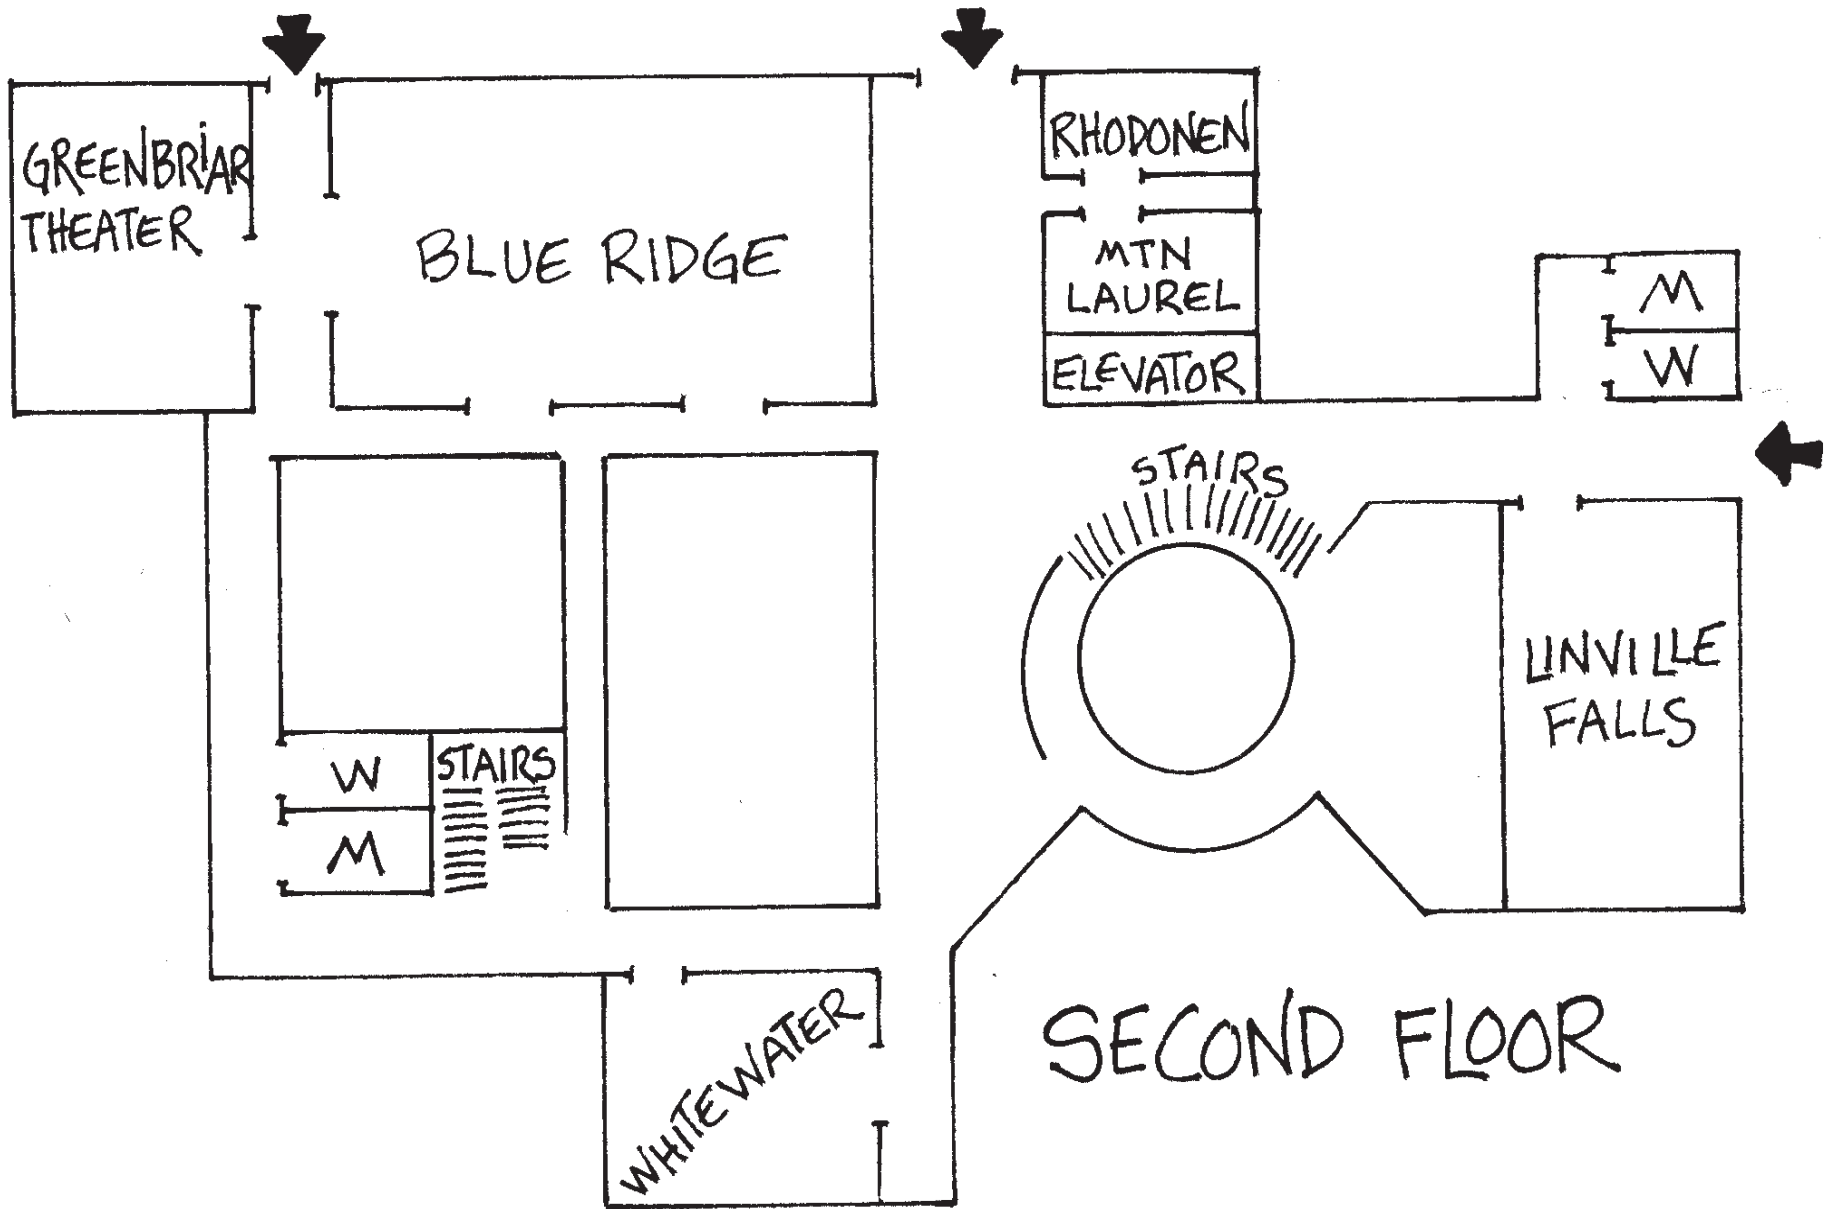 GREENBRIAR
THEATER
BLUE RIDGE
RHODONEN
MTN
LAUREL
ELEVATOR
M
W
STAIRS
LINVILLE
FALLS
W
STAIRS
M
WHITEWATER
SECOND FLOOR